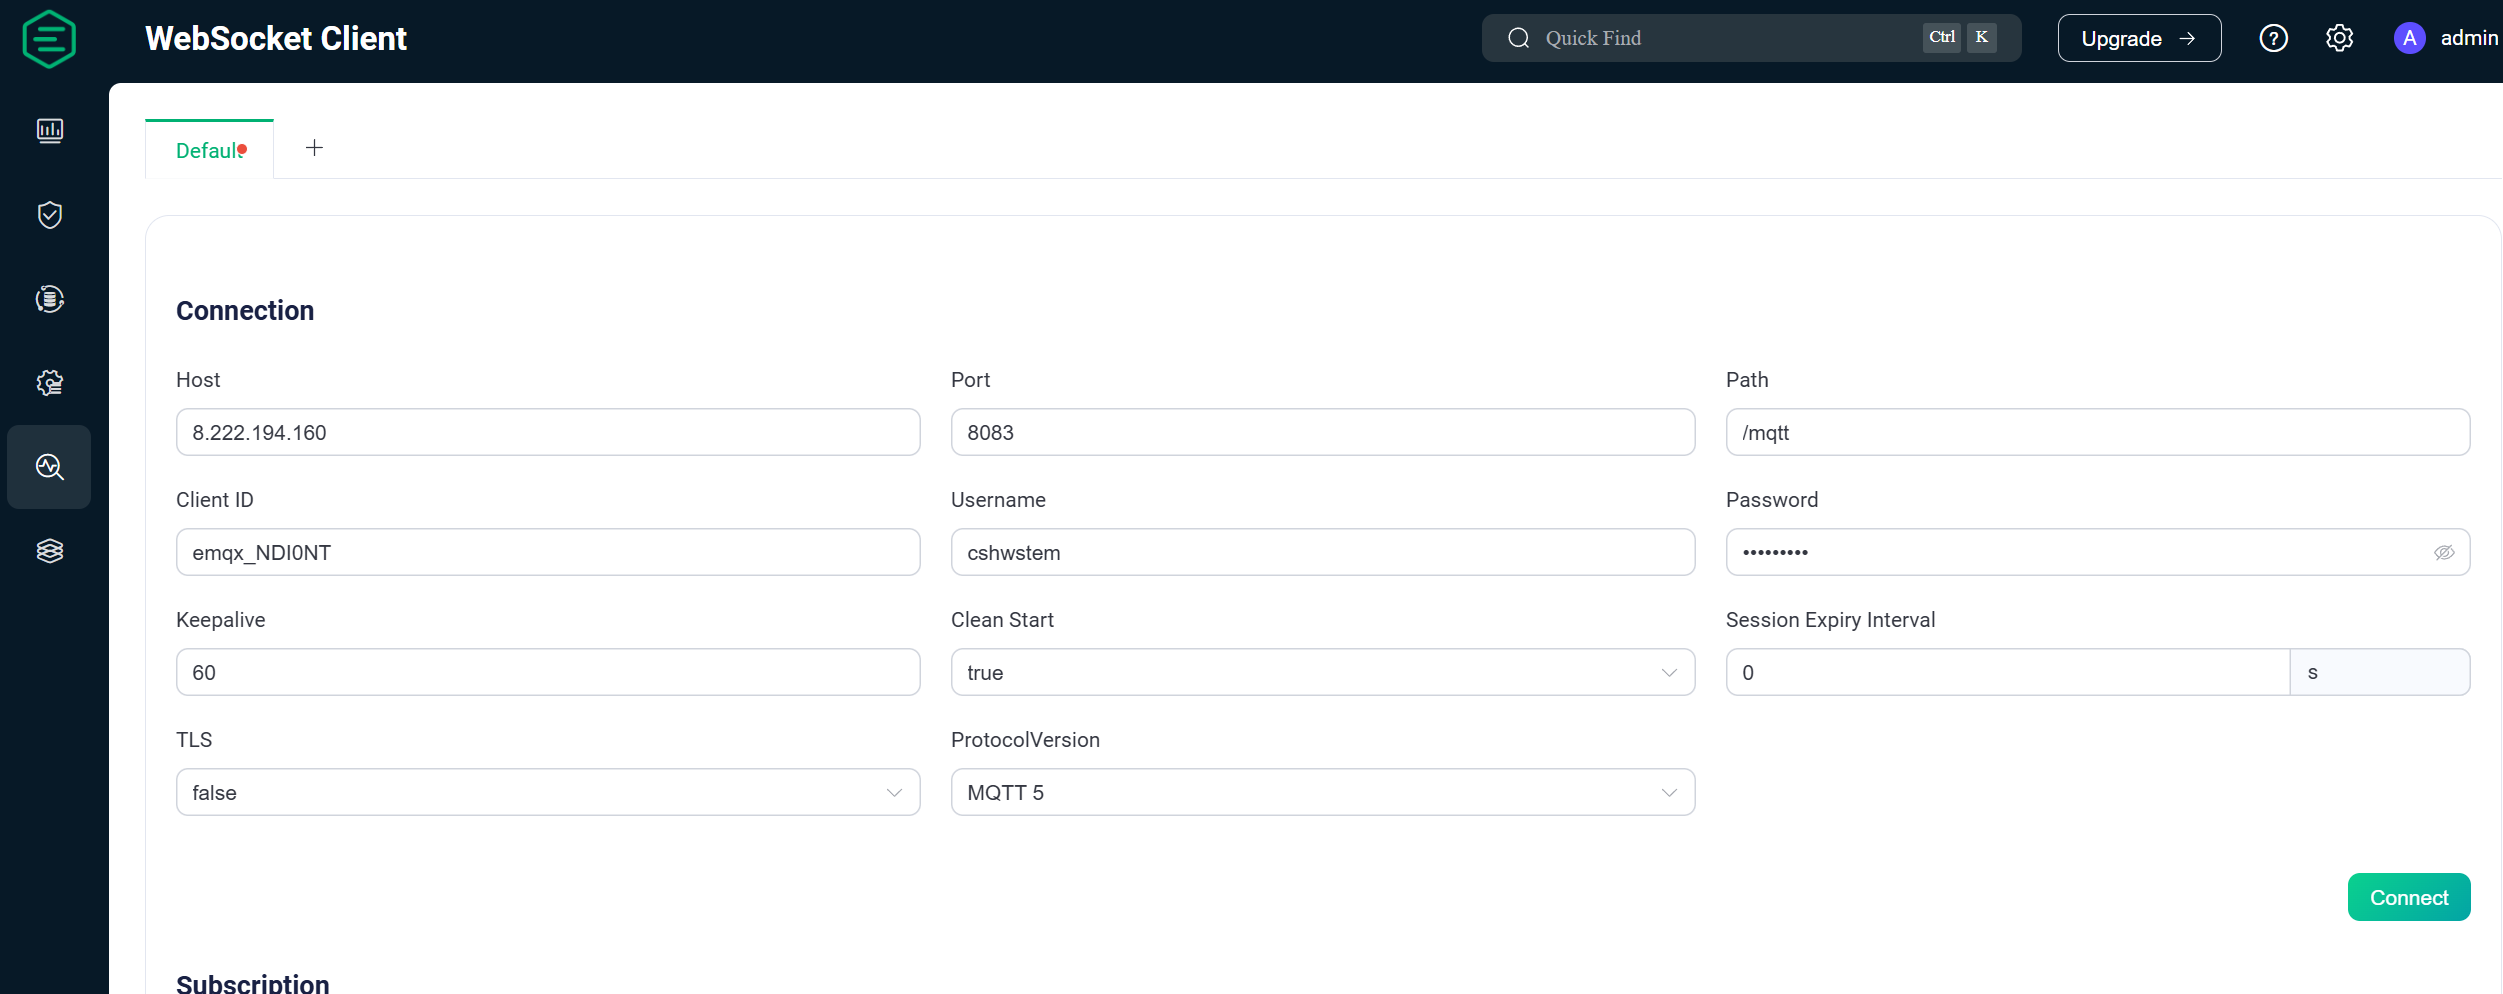 WebSocket Client
Quick Find Ctrl K
Upgrade →
?
A admin
Default
+
Connection
Host Port Path
8.222.194.160 8083 /mqtt
Client ID Username Password
emqx_NDI0NT cshwstem •••••••••
Keepalive Clean Start Session Expiry Interval
60 true 0 s
TLS ProtocolVersion
false MQTT 5
Connect
Subscription